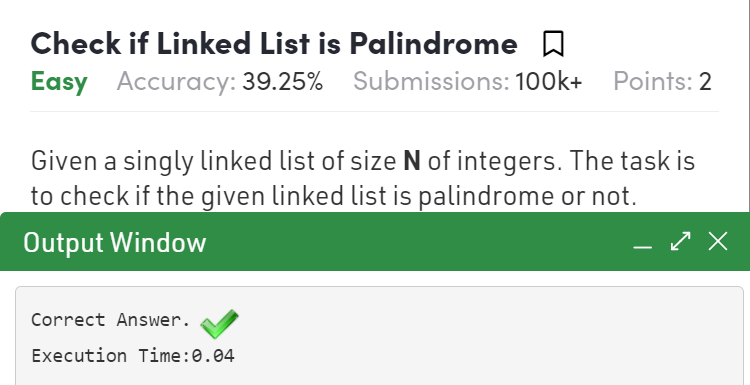 Check if Linked List is Palindrome
Easy Accuracy: 39.25% Submissions: 100k+ Points: 2
Given a singly linked list of size N of integers. The task is
to check if the given linked list is palindrome or not.
Output Window
Correct Answer.
Execution Time:0.04